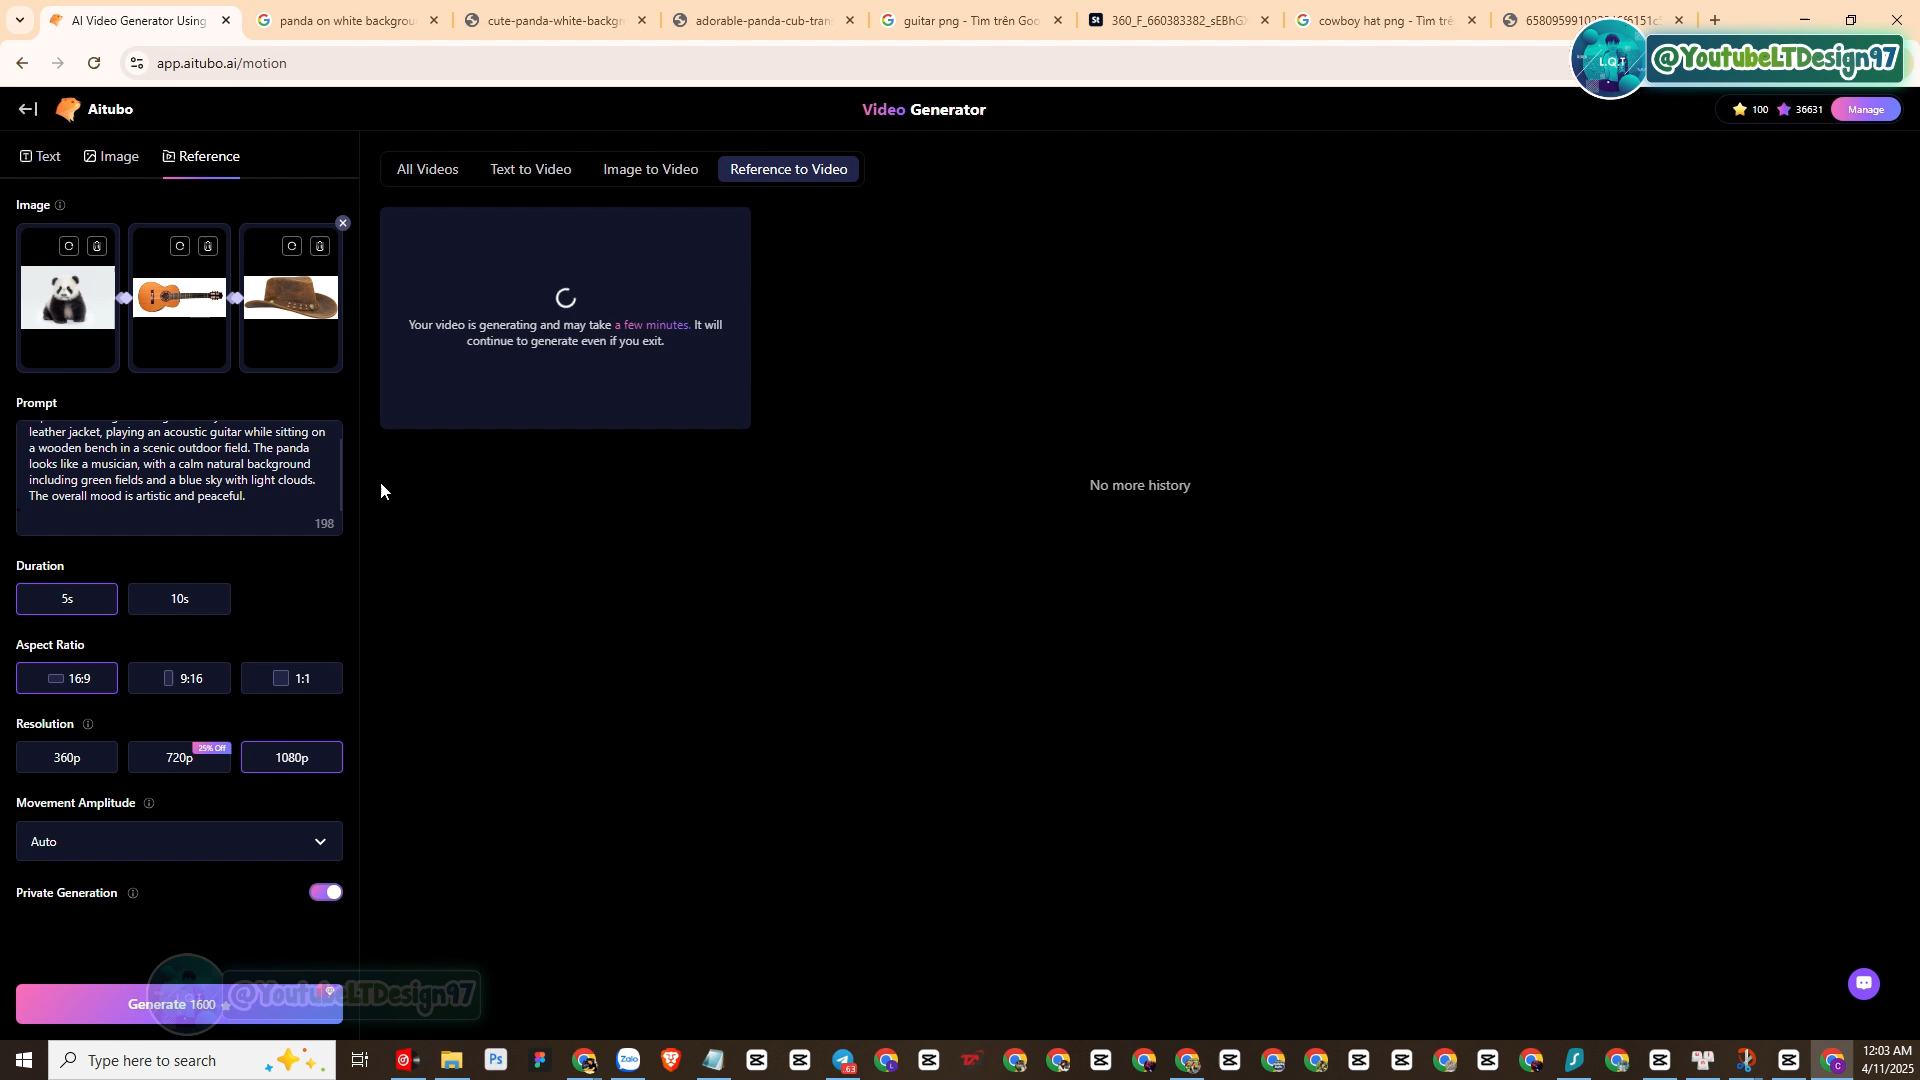 AI Video Generator Using
panda on white backgrou
cute-panda-white-backgr
adorable-panda-cub-tran
guitar png - Tìm trên Goo
360_F_660383382_sEBhG
cowboy hat png - Tìm trê
app.aitubo.ai/motion
L.Q.T
@YoutubeLTDesign97
Aitubo
Video Generator
100
36631
Manage
Text
Image
Reference
All Videos
Text to Video
Image to Video
Reference to Video
Image
Your video is generating and may take a few minutes. It will
continue to generate even if you exit.
Prompt
leather jacket, playing an acoustic guitar while sitting on
a wooden bench in a scenic outdoor field. The panda
looks like a musician, with a calm natural background
including green fields and a blue sky with light clouds.
The overall mood is artistic and peaceful.
198
No more history
Duration
5s
10s
Aspect Ratio
16:9
9:16
1:1
Resolution
360p
720p
25% Off
1080p
Movement Amplitude
Auto
Private Generation
Generate 1600
@YoutubeLTDesign97
Type here to search
Ps
Zalo
63
12:03 AM
4/11/2025